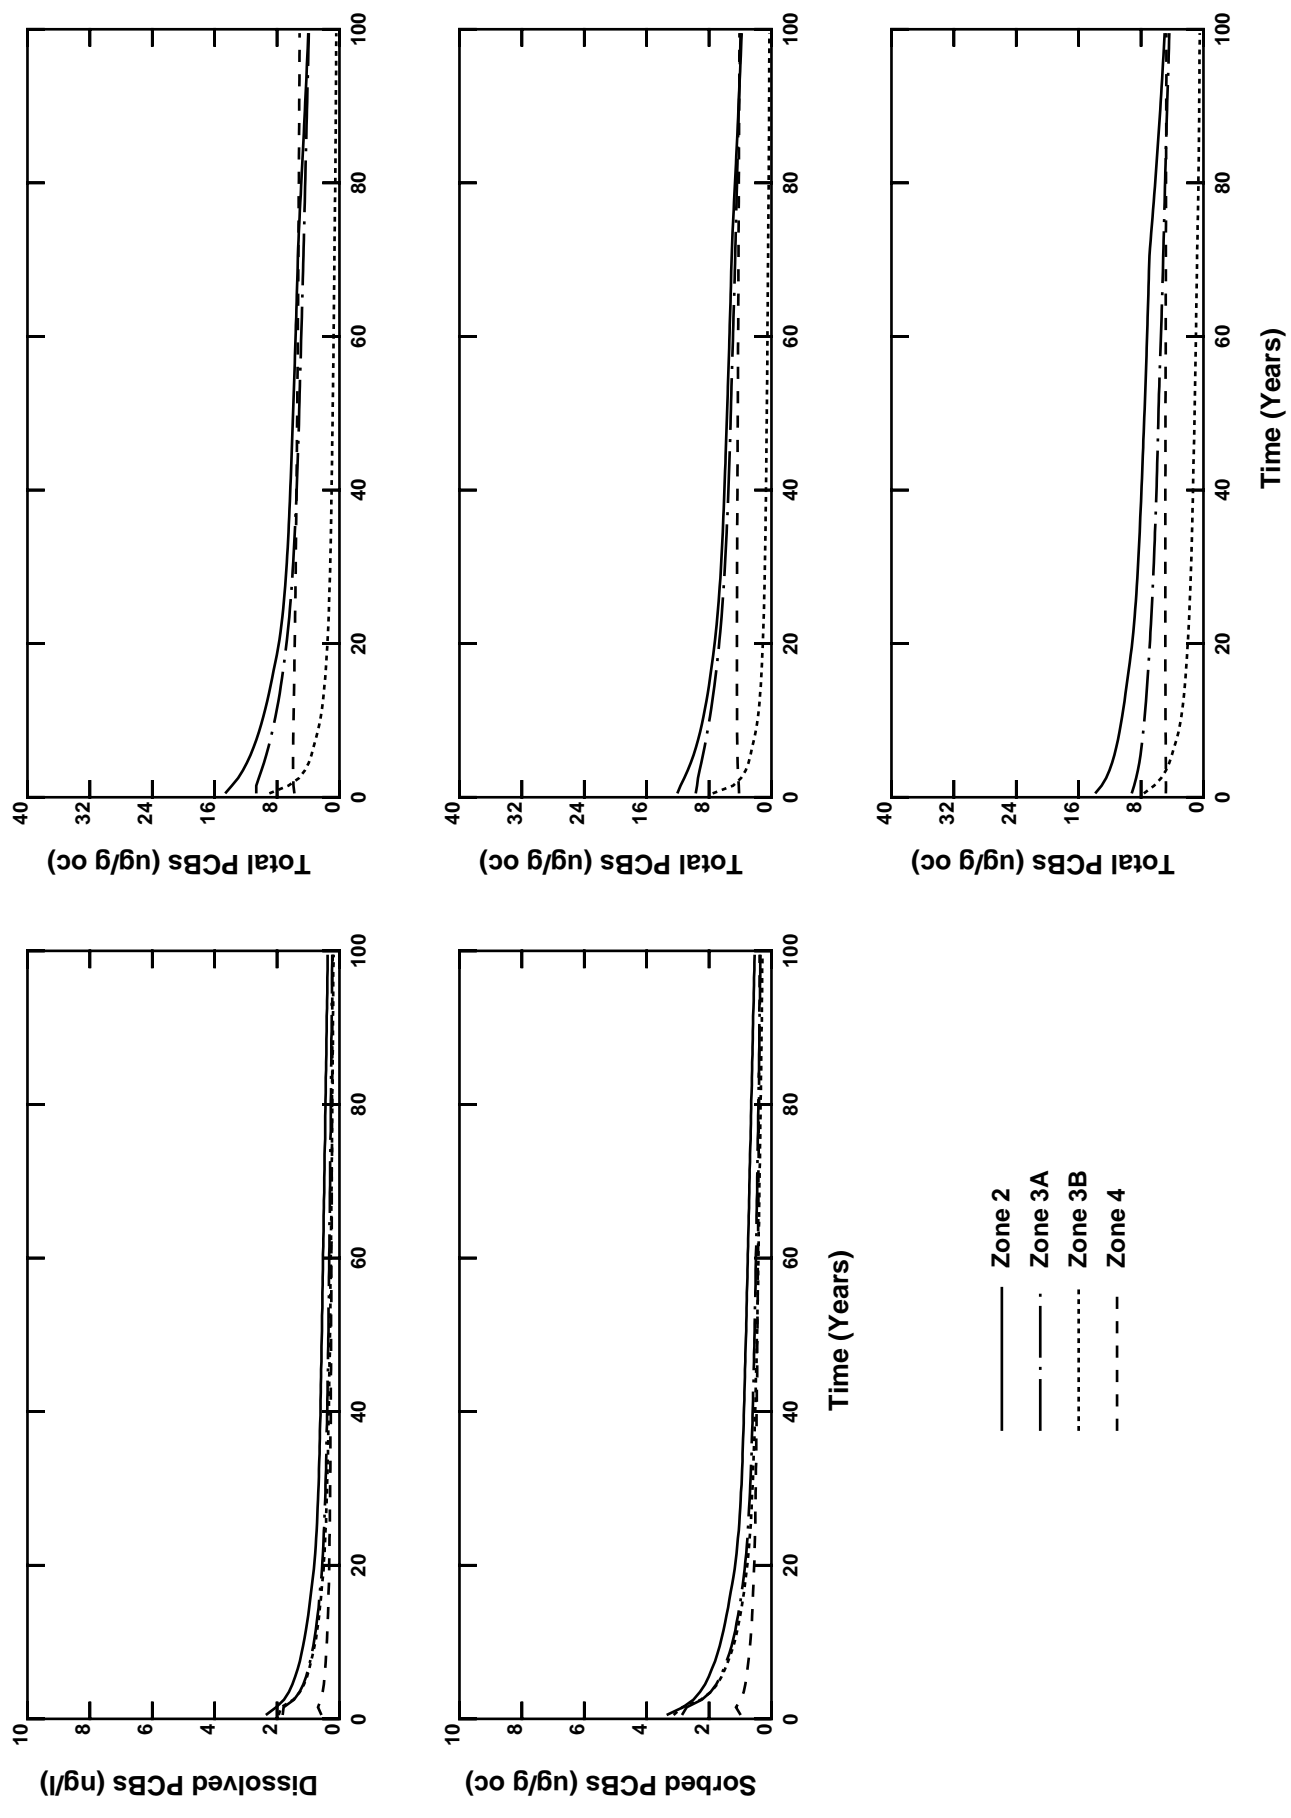 Dissolved PCBs (ng/l)
10
8
6
4
2
0
0 20 40 60 80 100
Total PCBs (ug/g oc)
40
32
24
16
8
0
0 20 40 60 80 100
Sorbed PCBs (ug/g oc)
10
8
6
4
2
0
0 20 40 60 80 100
Time (Years)
Total PCBs (ug/g oc)
40
32
24
16
8
0
0 20 40 60 80 100
Zone 2
Zone 3A
Zone 3B
Zone 4
Total PCBs (ug/g oc)
40
32
24
16
8
0
0 20 40 60 80 100
Time (Years)